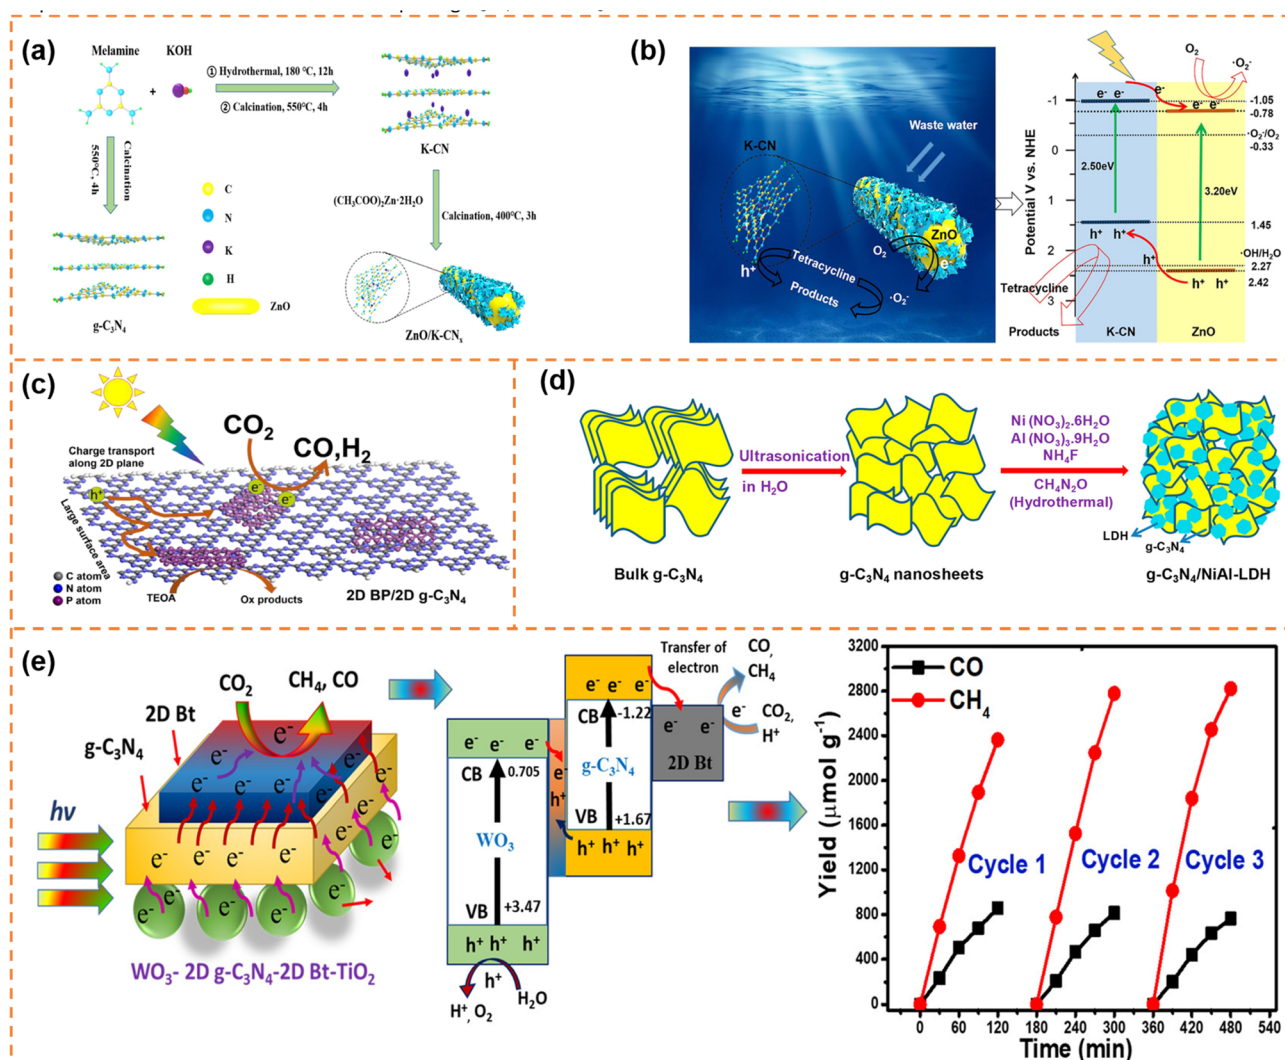 (a)
Melamine
KOH
+
① Hydrothermal, 180 °C, 12h
② Calcination, 550°C, 4h
K-CN
Calcination
550°C, 4h
C
N
K
H
ZnO
(CH₃COO)₂Zn·2H₂O
Calcination, 400°C, 3h
g-C₃N₄
ZnO/K-CNₓ
(b)
Waste water
K-CN
ZnO
O₂
e⁻
h⁺
Tetracycline
Products
·O₂⁻
Potential V vs. NHE
-1
0
1
2
3
O₂
·O₂⁻
e⁻ e⁻
e⁻
e⁻ e⁻
-1.05
-0.78
·O₂⁻/O₂
-0.33
2.50eV
3.20eV
1.45
h⁺ h⁺
h⁺
·OH/H₂O
2.27
h⁺ h⁺
2.42
Tetracycline
Products
K-CN
ZnO
(c)
CO₂
CO,H₂
Charge transport
along 2D plane
h⁺
e⁻
e⁻
Large surface area
C atom
N atom
P atom
TEOA
Ox products
2D BP/2D g-C₃N₄
(d)
Ultrasonication
in H₂O
Ni (NO₃)₂.6H₂O
Al (NO₃)₃.9H₂O
NH₄F
CH₄N₂O
(Hydrothermal)
LDH
g-C₃N₄
Bulk g-C₃N₄
g-C₃N₄ nanosheets
g-C₃N₄/NiAl-LDH
(e)
CO₂
CH₄, CO
2D Bt
g-C₃N₄
hν
e⁻
e⁻
e⁻
e⁻
e⁻
e⁻
e⁻ e⁻ e⁻ e⁻ e⁻
e⁻
e⁻
e⁻
e⁻ e⁻ e⁻ e⁻ e⁻
WO₃- 2D g-C₃N₄-2D Bt-TiO₂
Transfer of
electron
CO,
CH₄
e⁻
CO₂,
H⁺
e⁻ e⁻ e⁻
CB
-1.22
g-C₃N₄
VB
+1.67
h⁺ h⁺ h⁺
e⁻ e⁻
2D Bt
e⁻ e⁻ e⁻
CB
0.705
e⁻
h⁺
WO₃
VB
+3.47
h⁺ h⁺ h⁺
h⁺
H⁺, O₂
H₂O
Yield (μmol g⁻¹)
3200
2800
2400
2000
1600
1200
800
400
0
CO
CH₄
Cycle 1
Cycle 2
Cycle 3
0 60 120 180 240 300 360 420 480 540
Time (min)